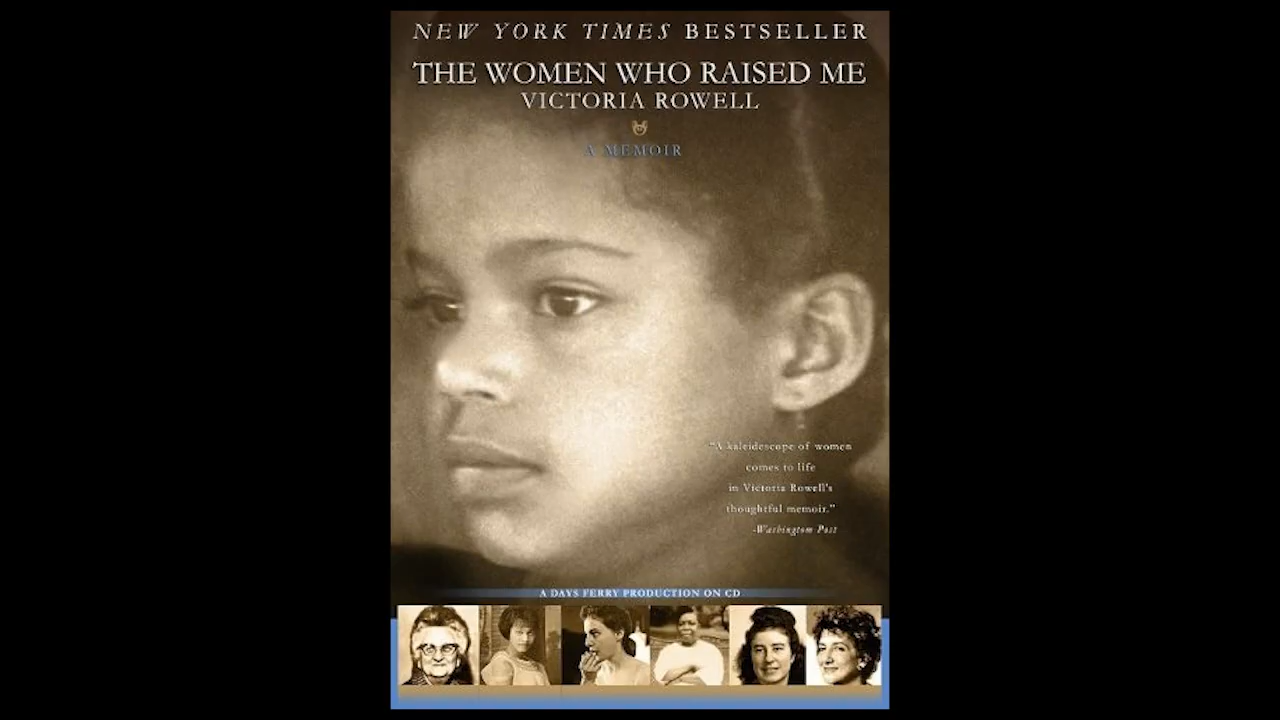 NEW YORK TIMES BESTSELLER
THE WOMEN WHO RAISED ME
VICTORIA ROWELL
A MEMOIR
"A kaleidescope of women
comes to life
in Victoria Rowell's
thoughtful memoir."
-Washington Post
A DAYS FERRY PRODUCTION ON CD